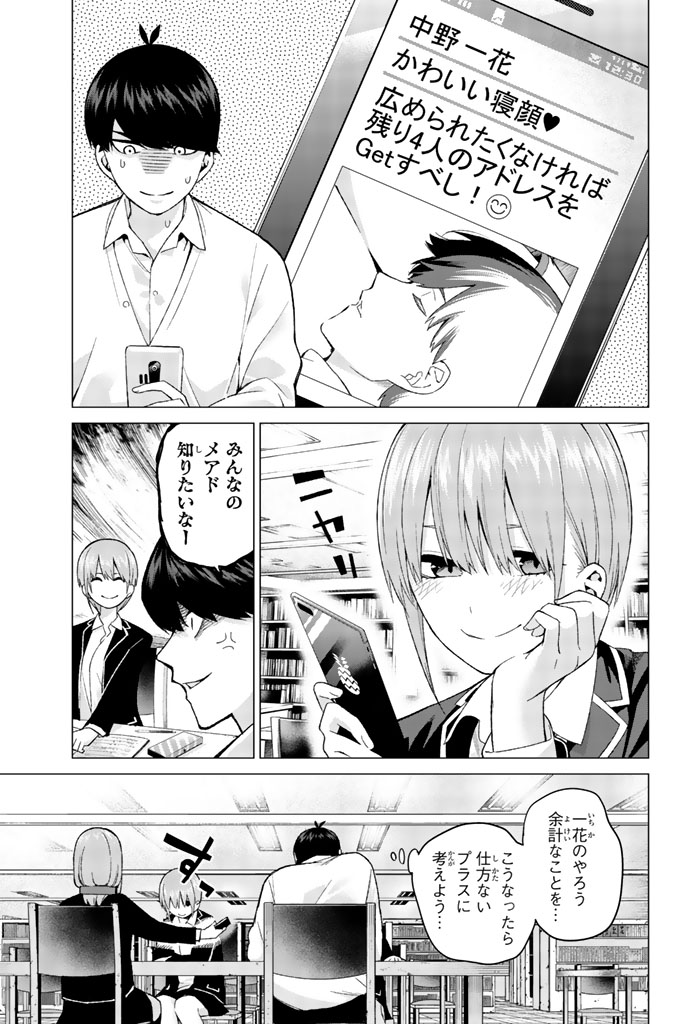 中野 一花
かわいい寝顔♥
広められたくなければ
残り4人のアドレスを
Getすべし！😊
12:30
ニヤリ
みんなの
メアド
知りたいなー
一花のやろう
余計なことを…
こうなったら
仕方ない
プラスに
考えよう…
すっ